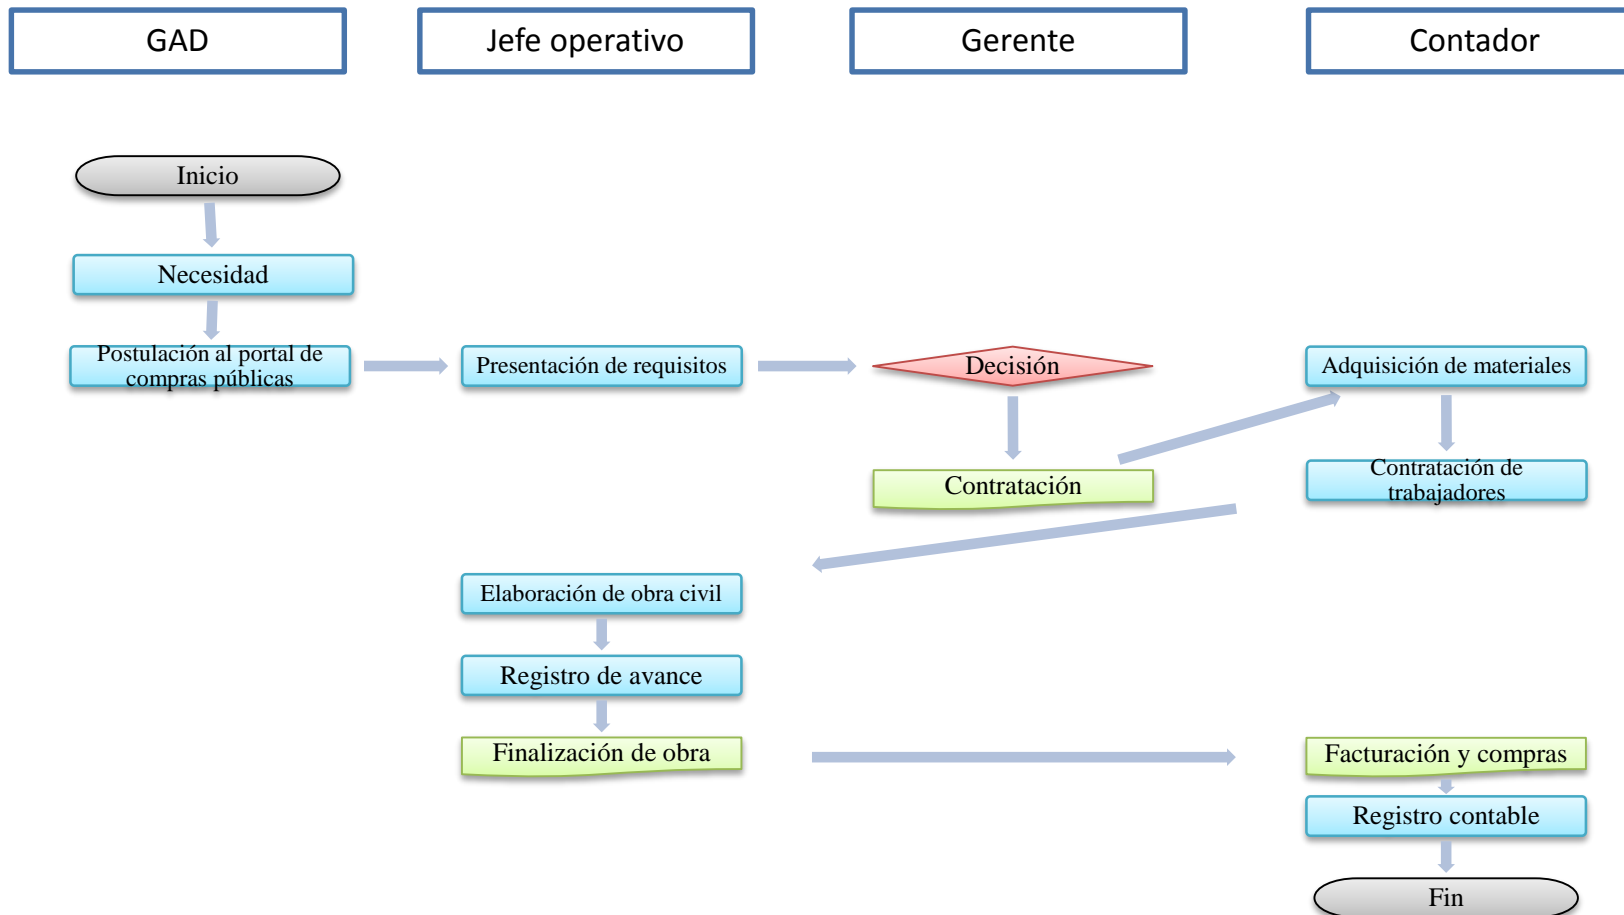 GAD
Jefe operativo
Gerente
Contador
Inicio
Necesidad
Postulación al portal de
compras públicas
Presentación de requisitos
Decisión
Adquisición de materiales
Contratación
Contratación de
trabajadores
Elaboración de obra civil
Registro de avance
Finalización de obra
Facturación y compras
Registro contable
Fin